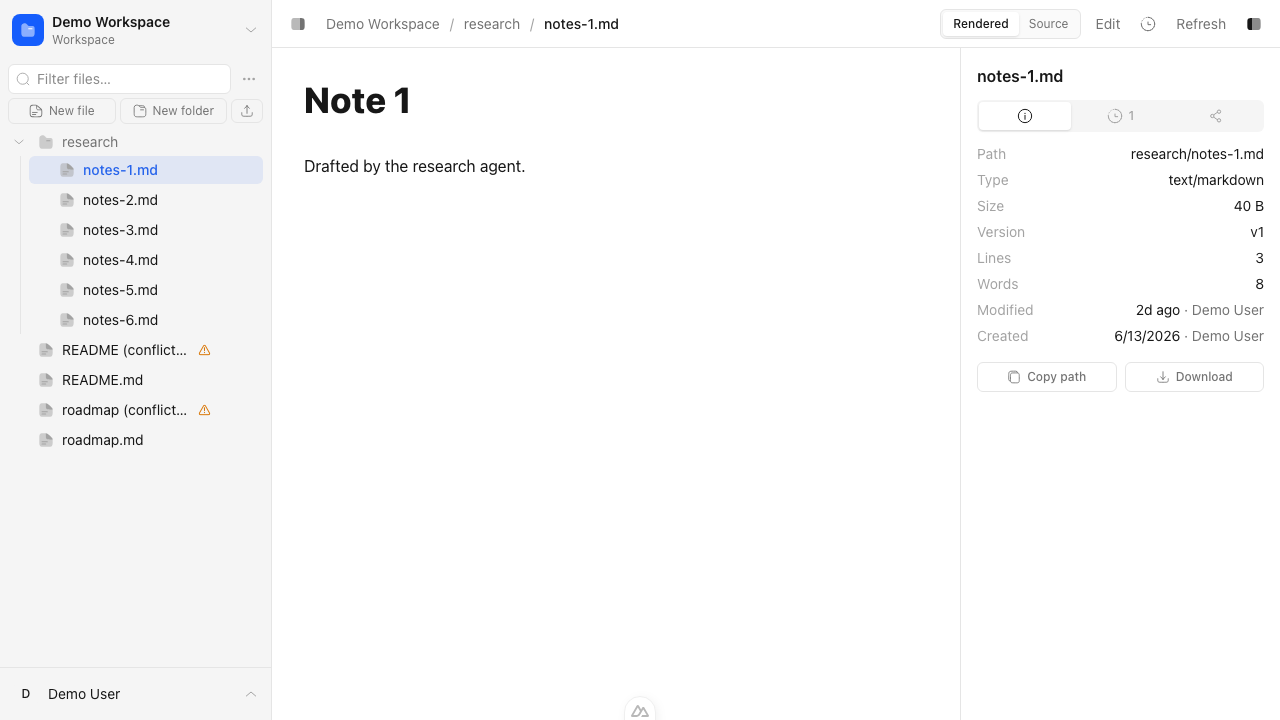 Demo Workspace
Workspace
Filter files...
New file
New folder
research
notes-1.md
notes-2.md
notes-3.md
notes-4.md
notes-5.md
notes-6.md
README (conflict...
README.md
roadmap (conflict...
roadmap.md
D Demo User
Demo Workspace / research / notes-1.md
Rendered Source Edit Refresh
Note 1
Drafted by the research agent.
notes-1.md
1
Path research/notes-1.md
Type text/markdown
Size 40 B
Version v1
Lines 3
Words 8
Modified 2d ago · Demo User
Created 6/13/2026 · Demo User
Copy path Download